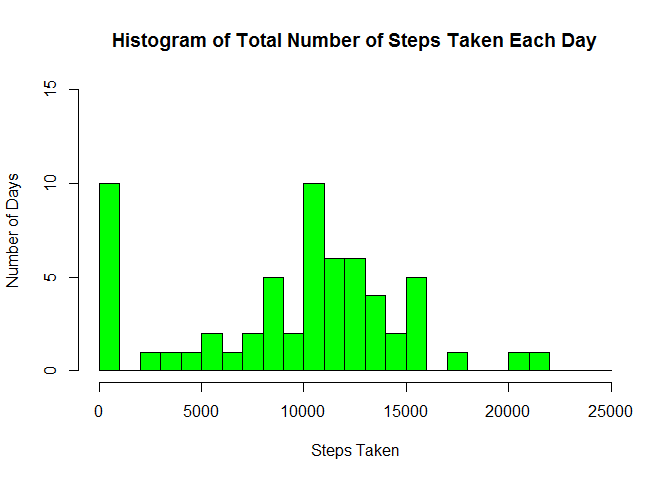 Histogram of Total Number of Steps Taken Each Day
15
10
5
0
Number of Days
0 5000 10000 15000 20000 25000
Steps Taken